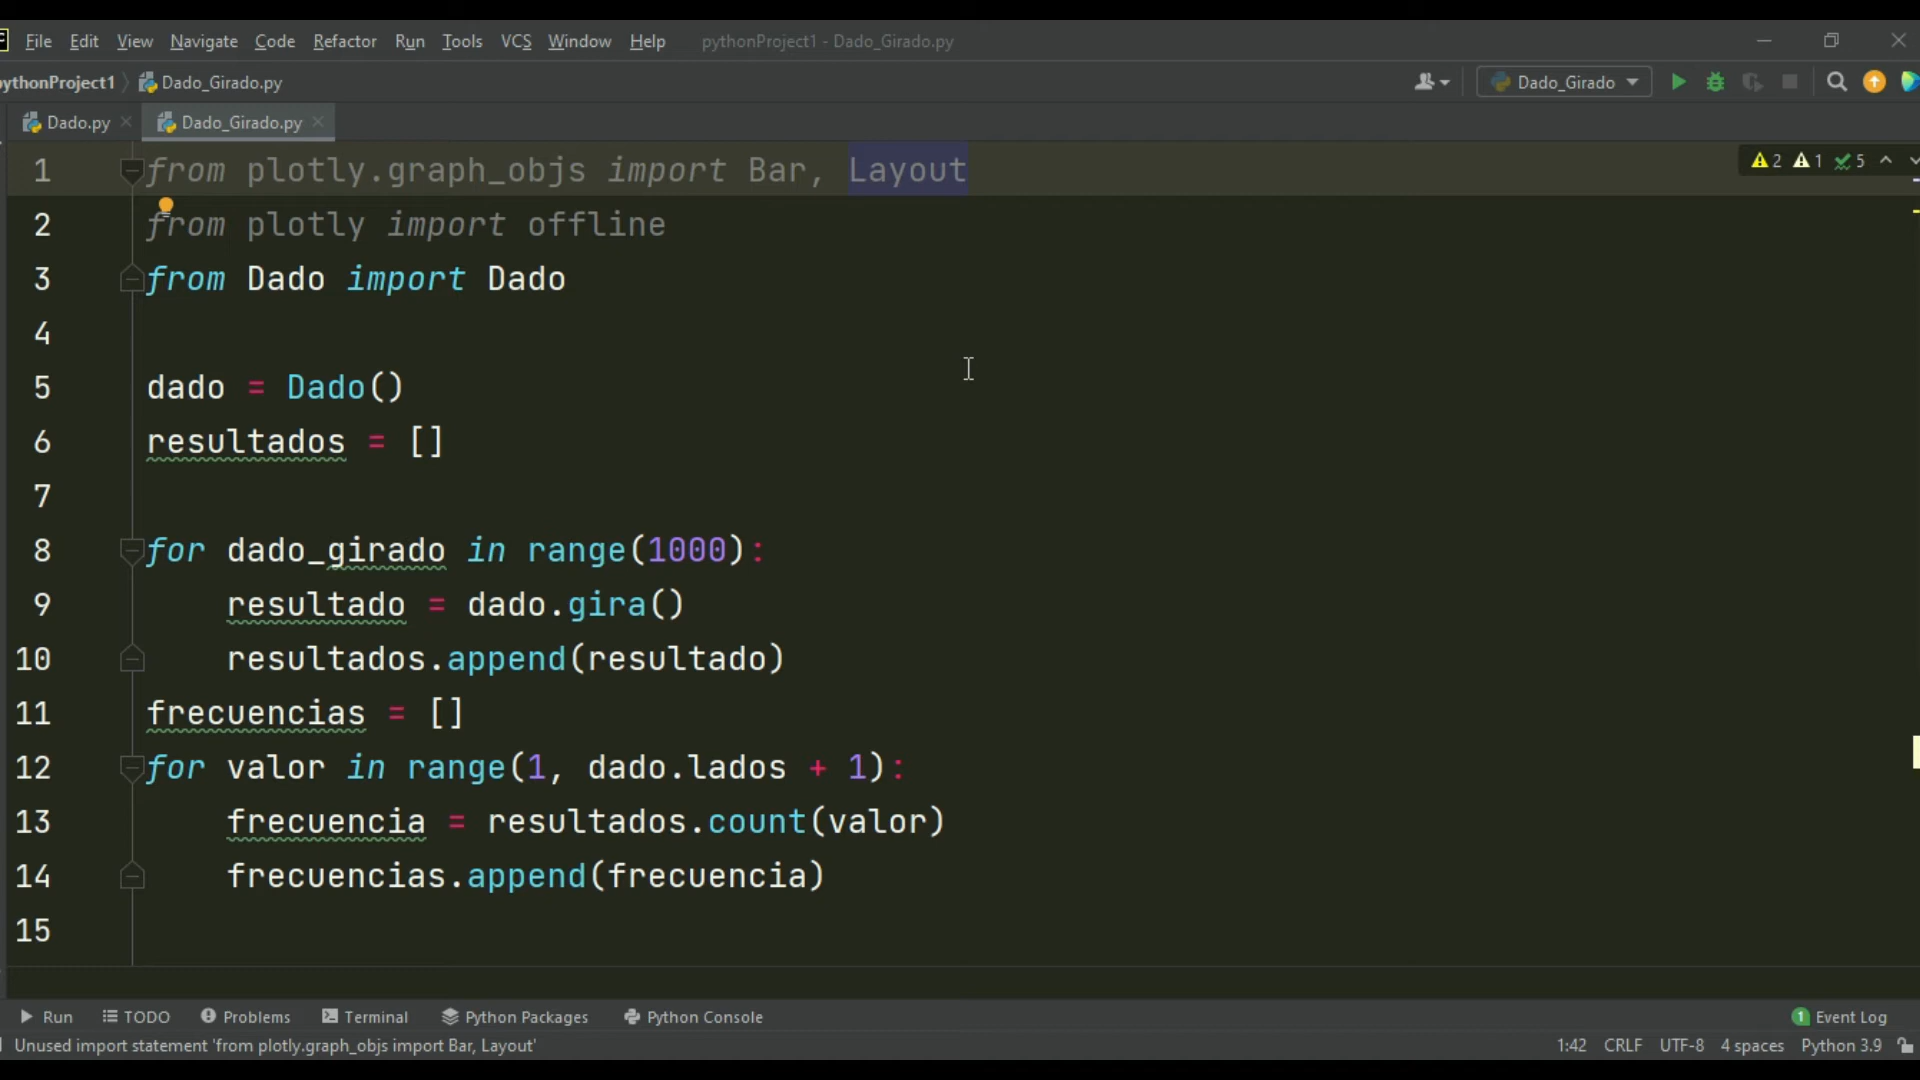 File Edit View Navigate Code Refactor Run Tools VCS Window Help pythonProject1 - Dado_Girado.py
ythonProject1 Dado_Girado.py Dado_Girado
Dado.py Dado_Girado.py
1 from plotly.graph_objs import Bar, Layout 2 1 5
2 from plotly import offline
3 from Dado import Dado
4
5 dado = Dado()
6 resultados = []
7
8 for dado_girado in range(1000):
9 resultado = dado.gira()
10 resultados.append(resultado)
11 frecuencias = []
12 for valor in range(1, dado.lados + 1):
13 frecuencia = resultados.count(valor)
14 frecuencias.append(frecuencia)
15
Run TODO Problems Terminal Python Packages Python Console 1 Event Log
Unused import statement 'from plotly.graph_objs import Bar, Layout' 1:42 CRLF UTF-8 4 spaces Python 3.9